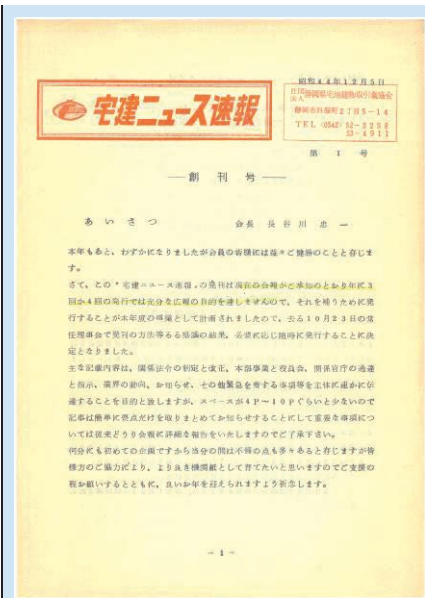 昭和44年12月5日
宅建ニュース速報
社団法人 静岡県宅地建物取引業協会
TEL (0542) 52-3258
53-4911
第 1 号
創 刊 号
あ い さ つ 会長 長谷川 忠 一
本年もあと、わずかになりましたが会員の皆様には益々ご健勝のことと存じま
す。
さて、この“宅建ニュース速報”の発刊は現在の会報がご承知のとおり年に3
回か4回の発行では充分な広報の目的を達しませんので、それを補うために発
行することが本年度の事業として計画されましたので、去る10月23日の常
任理事会で発刊の方法等もろもろ協議の結果、必要に応じ随時に発行することに決
定となりました。
主な記載内容は、関係法令の制定と改正、本部事業と役員会、関係官庁の通達
と指示、業界の動向、お知らせ、その他緊急を要する事項等を主体に速かに伝
達することを目的と致しますが、スペースが4P〜10Pぐらいと少ないので
記事は簡単に要点だけを取りまとめてお知らせすることにして重要な事項につ
いては従来どうり会報に詳細な報告をいたしますのでご了承下さい。
何分にも初めての企画ですから当分の間は不備の点も多々あると存じますが皆
様方のご協力により、より良き機関紙として育てたいと思いますのでご支援の
程お願いするとともに、良いお年を迎えられますよう祈念します。
- 1 -